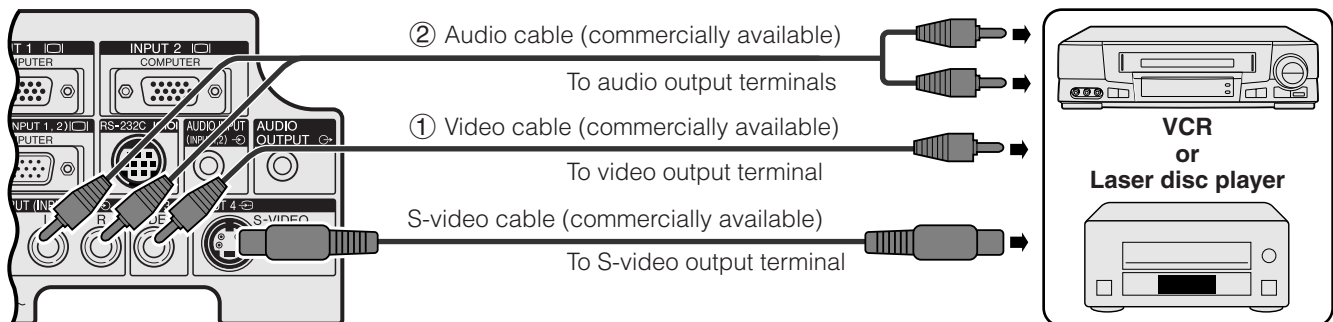 ② Audio cable (commercially available)
To audio output terminals
① Video cable (commercially available)
To video output terminal
S-video cable (commercially available)
To S-video output terminal
VCR
or
Laser disc player
INPUT 2
COMPUTER
RS-232C
AUDIO INPUT
AUDIO
OUTPUT
S-VIDEO